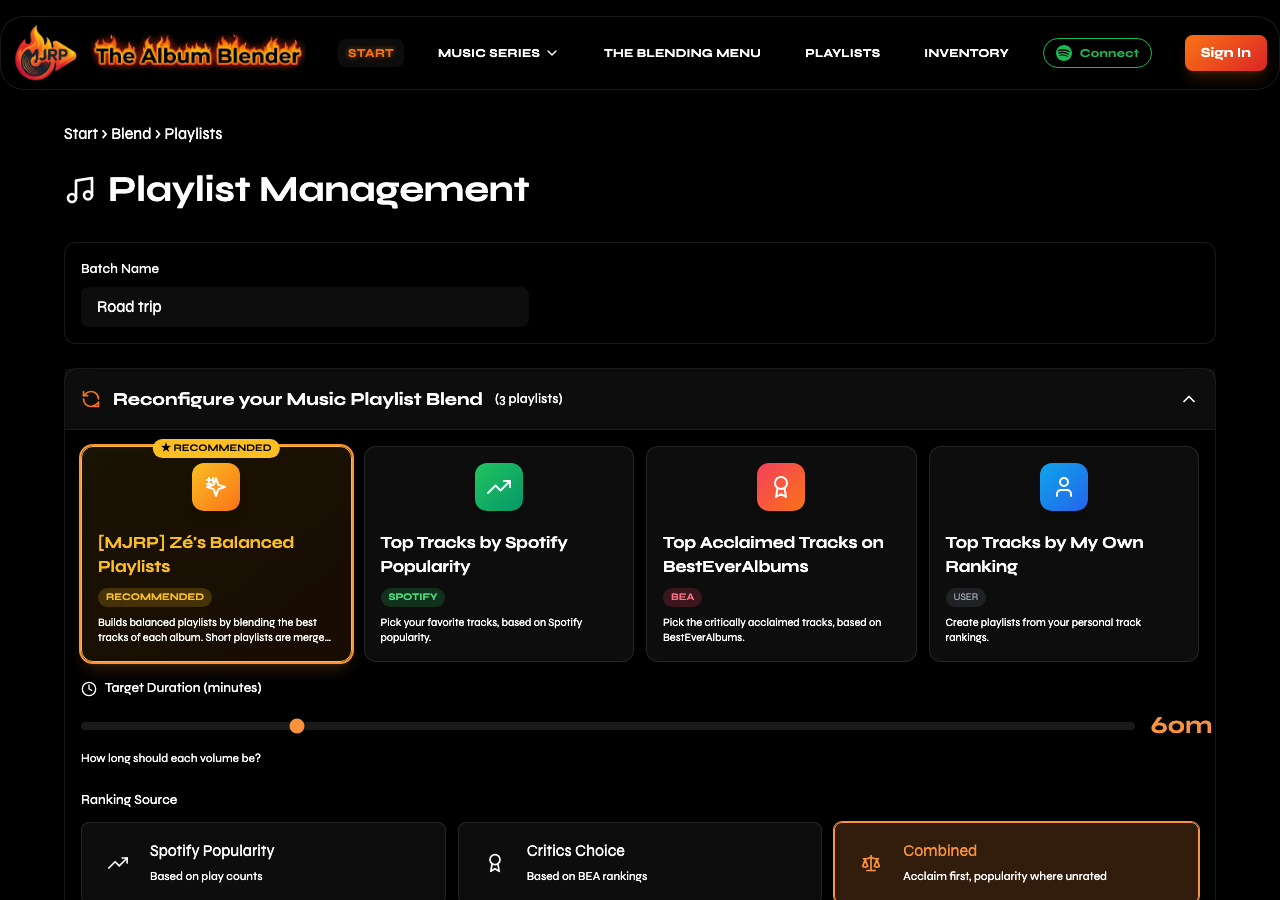 MJRP The Album Blender START MUSIC SERIES THE BLENDING MENU PLAYLISTS INVENTORY Connect Sign In
Start › Blend › Playlists
Playlist Management
Batch Name
Road trip
Reconfigure your Music Playlist Blend (3 playlists)
★ RECOMMENDED
[MJRP] Zé's Balanced
Playlists
RECOMMENDED
Builds balanced playlists by blending the best
tracks of each album. Short playlists are merge...
Top Tracks by Spotify
Popularity
SPOTIFY
Pick your favorite tracks, based on Spotify
popularity.
Top Acclaimed Tracks on
BestEverAlbums
BEA
Pick the critically acclaimed tracks, based on
BestEverAlbums.
Top Tracks by My Own
Ranking
USER
Create playlists from your personal track
rankings.
Target Duration (minutes)
60m
How long should each volume be?
Ranking Source
Spotify Popularity
Based on play counts
Critics Choice
Based on BEA rankings
Combined
Acclaim first, popularity where unrated